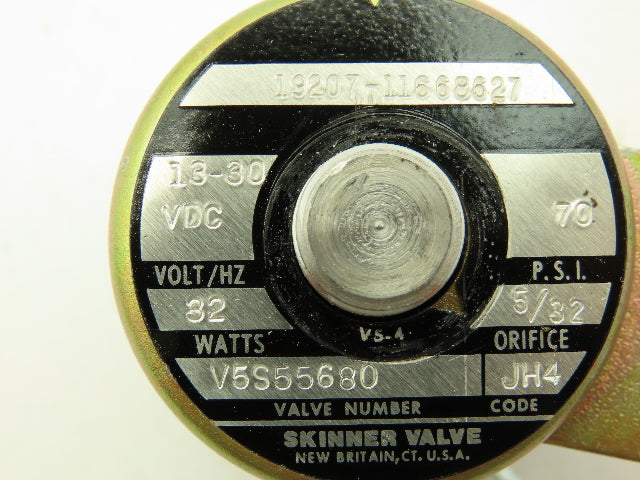 19207-11668627
13-30
VDC
70
VOLT/HZ
P.S.I.
32
5/32
WATTS
V5-4
ORIFICE
V5S55680
JH4
VALVE NUMBER
CODE
SKINNER VALVE
NEW BRITAIN, CT. U.S.A.